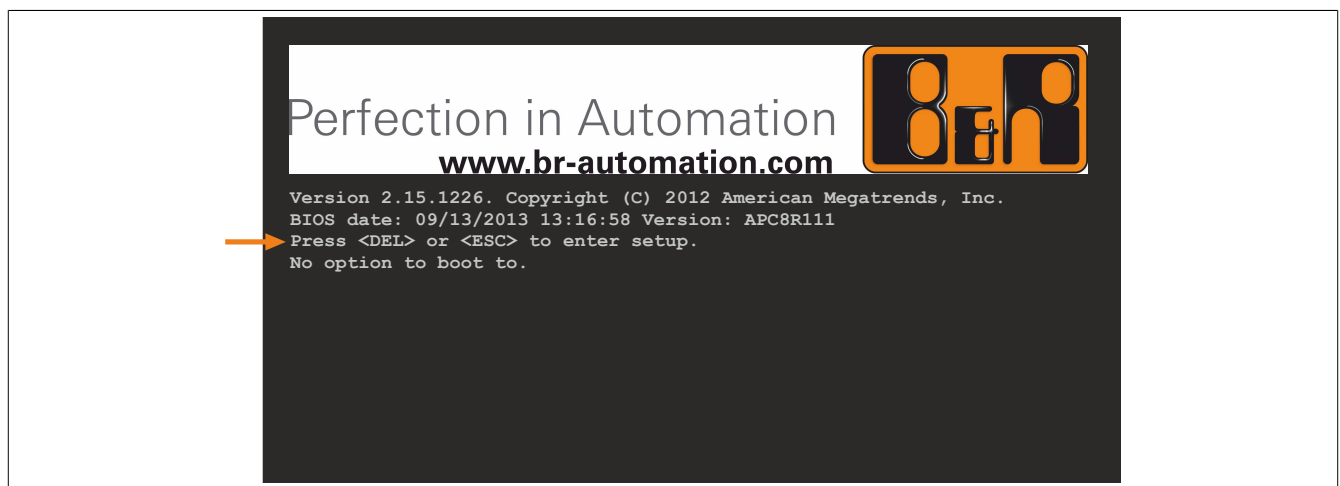 Perfection in Automation
www.br-automation.com
B&R
Version 2.15.1226. Copyright (C) 2012 American Megatrends, Inc.
BIOS date: 09/13/2013 13:16:58 Version: APC8R111
Press <DEL> or <ESC> to enter setup.
No option to boot to.